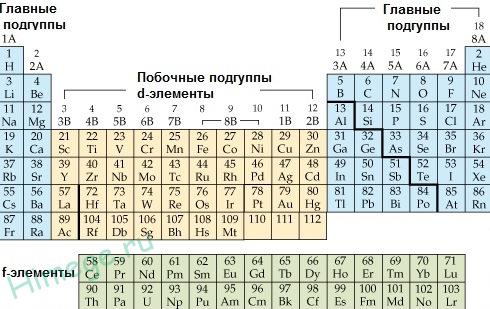 Главные подгруппы Главные подгруппы 18
1A 8A
1 2 13 14 15 16 17 2
H 2A 3A 4A 5A 6A 7A He
3 4 Побочные подгруппы 5 6 7 8 9 10
Li Be d-элементы B C N O F Ne
11 12 3 4 5 6 7 8 9 10 11 12 13 14 15 16 17 18
Na Mg 3B 4B 5B 6B 7B 8B 1B 2B Al Si P S Cl Ar
19 20 21 22 23 24 25 26 27 28 29 30 31 32 33 34 35 36
K Ca Sc Ti V Cr Mn Fe Co Ni Cu Zn Ga Ge As Se Br Kr
37 38 39 40 41 42 43 44 45 46 47 48 49 50 51 52 53 54
Rb Sr Y Zr Nb Mo Tc Ru Rh Pd Ag Cd In Sn Sb Te I Xe
55 56 57 72 73 74 75 76 77 78 79 80 81 82 83 84 85 86
Cs Ba La Hf Ta W Re Os Ir Pt Au Hg Tl Pb Bi Po At Rn
87 88 89 104 105 106 107 108 109 110 111 112
Fr Ra Ac Rf Db Sg Bh Hs Mt
f-элементы 58 59 60 61 62 63 64 65 66 67 68 69 70 71
Ce Pr Nd Pm Sm Eu Gd Tb Dy Ho Er Tm Yb Lu
90 91 92 93 94 95 96 97 98 99 100 101 102 103
Th Pa U Np Pu Am Cm Bk Cf Es Fm Md No Lr
Himege.ru